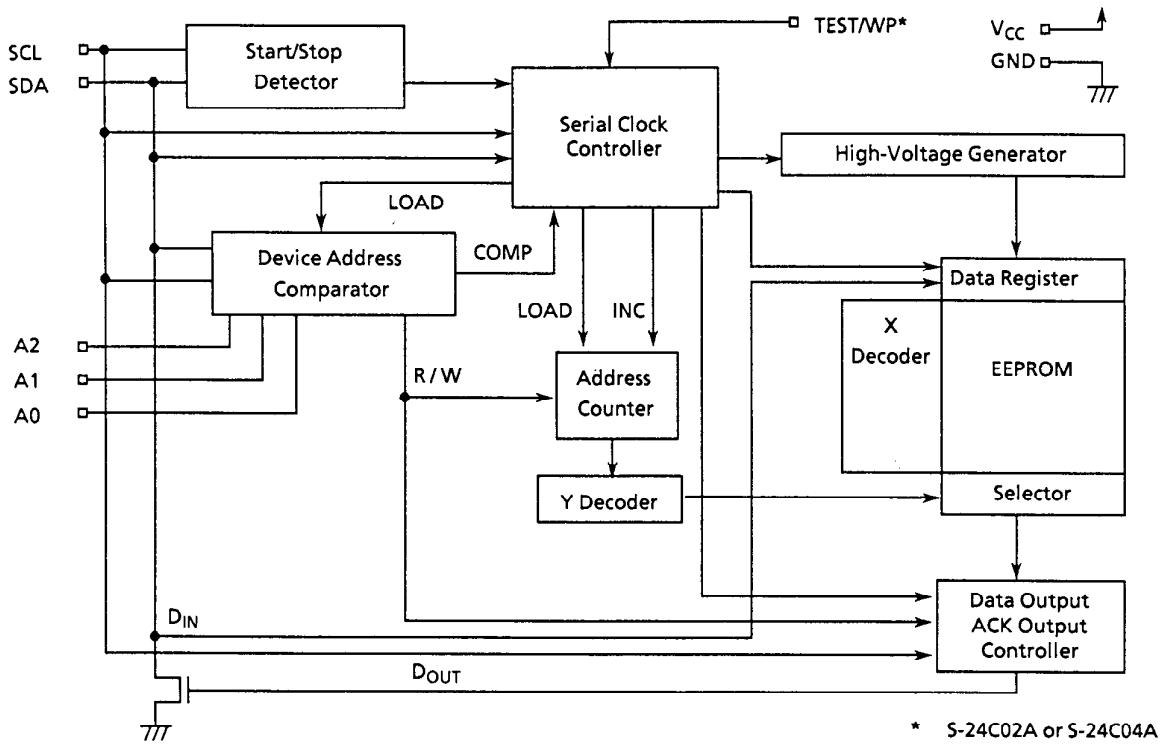 SCL
SDA
Start/Stop
Detector
TEST/WP*
VCC
GND
Serial Clock
Controller
High-Voltage Generator
LOAD
Device Address
Comparator
COMP
LOAD
INC
Data Register
X
Decoder
EEPROM
A2
A1
A0
R / W
Address
Counter
Y Decoder
Selector
DIN
DOUT
Data Output
ACK Output
Controller
* S-24C02A or S-24C04A